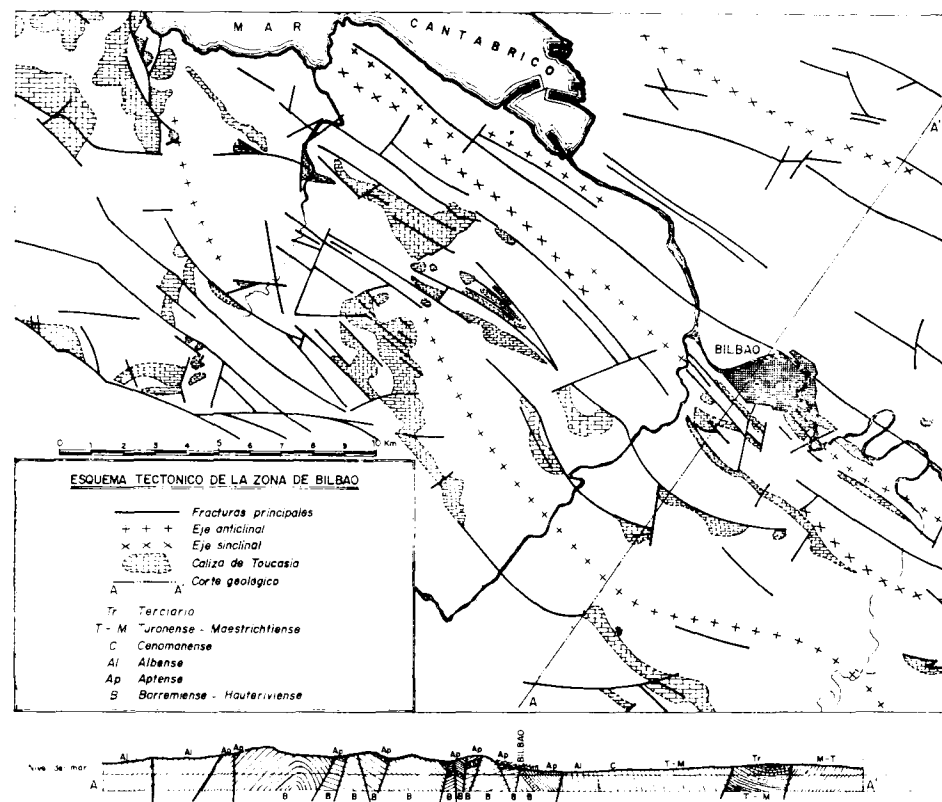 MAR
CANTABRICO
A'
BILBAO
0 1 2 3 4 5 6 7 8 9 10 Km
ESQUEMA TECTONICO DE LA ZONA DE BILBAO
Fracturas principales
+ + + Eje anticlinal
x x x Eje sinclinal
Caliza de Toucasia
A A' Corte geológico
Tr Terciario
T - M Turonense - Maestrichtiense
C Cenomanense
Al Albense
Ap Aptense
B Barremiense - Hauteriviense
A
Al Al Ap Ap Ap Ap Ap Ap Ap BILBAO Ap Al C T - M Tr M - T
Nivel del mar
A A'
B B B B B B B B B B B T - M